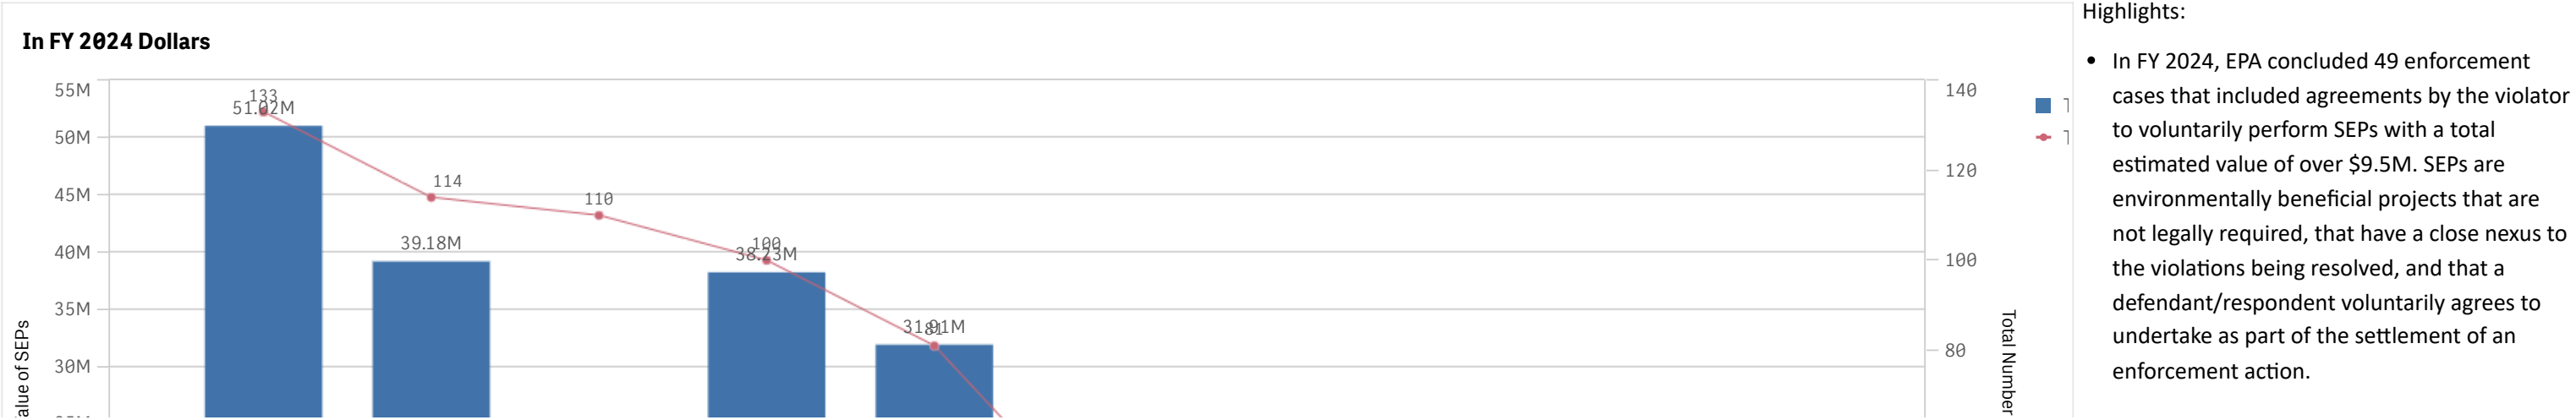 In FY 2024 Dollars
55M
50M
45M
40M
35M
30M
133
51.02M
114
39.18M
110
100
38.23M
31.91M
81
140
120
100
80
Value of SEPs
Total Number
Highlights:
• In FY 2024, EPA concluded 49 enforcement
cases that included agreements by the violator
to voluntarily perform SEPs with a total
estimated value of over $9.5M. SEPs are
environmentally beneficial projects that are
not legally required, that have a close nexus to
the violations being resolved, and that a
defendant/respondent voluntarily agrees to
undertake as part of the settlement of an
enforcement action.